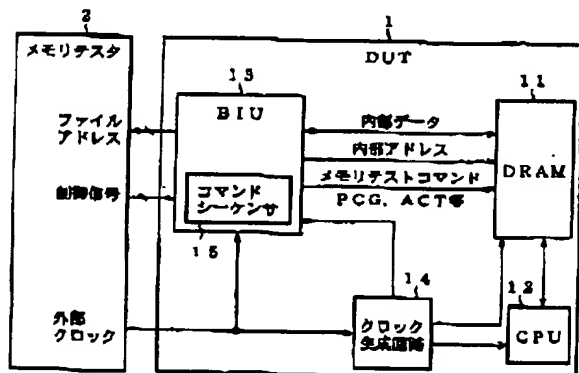 2
メモリテスタ
ファイル
アドレス
制御信号
外部
クロック
1
DUT
13
BIU
コマンド
シーケンサ
15
内部データ
内部アドレス
メモリテストコマンド
PCG, ACT等
11
DRAM
14
クロック
生成回路
12
CPU